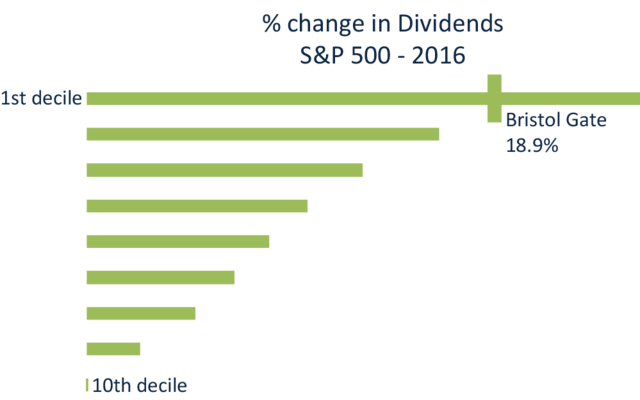 % change in Dividends
S&P 500 - 2016
1st decile
Bristol Gate
18.9%
10th decile